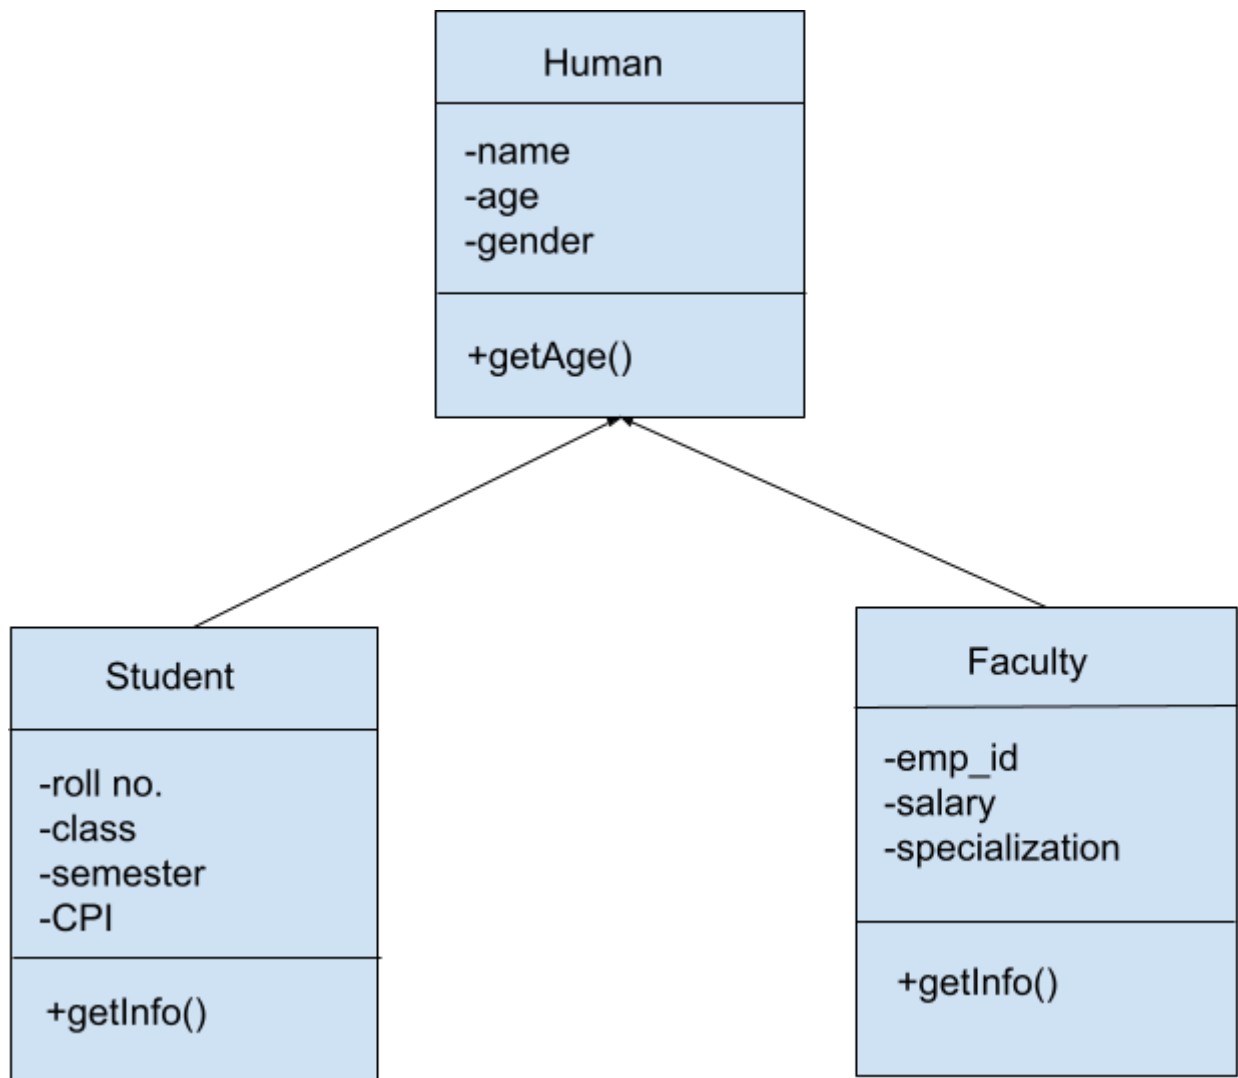 Human
-name
-age
-gender
+getAge()
Student
-roll no.
-class
-semester
-CPI
+getInfo()
Faculty
-emp_id
-salary
-specialization
+getInfo()